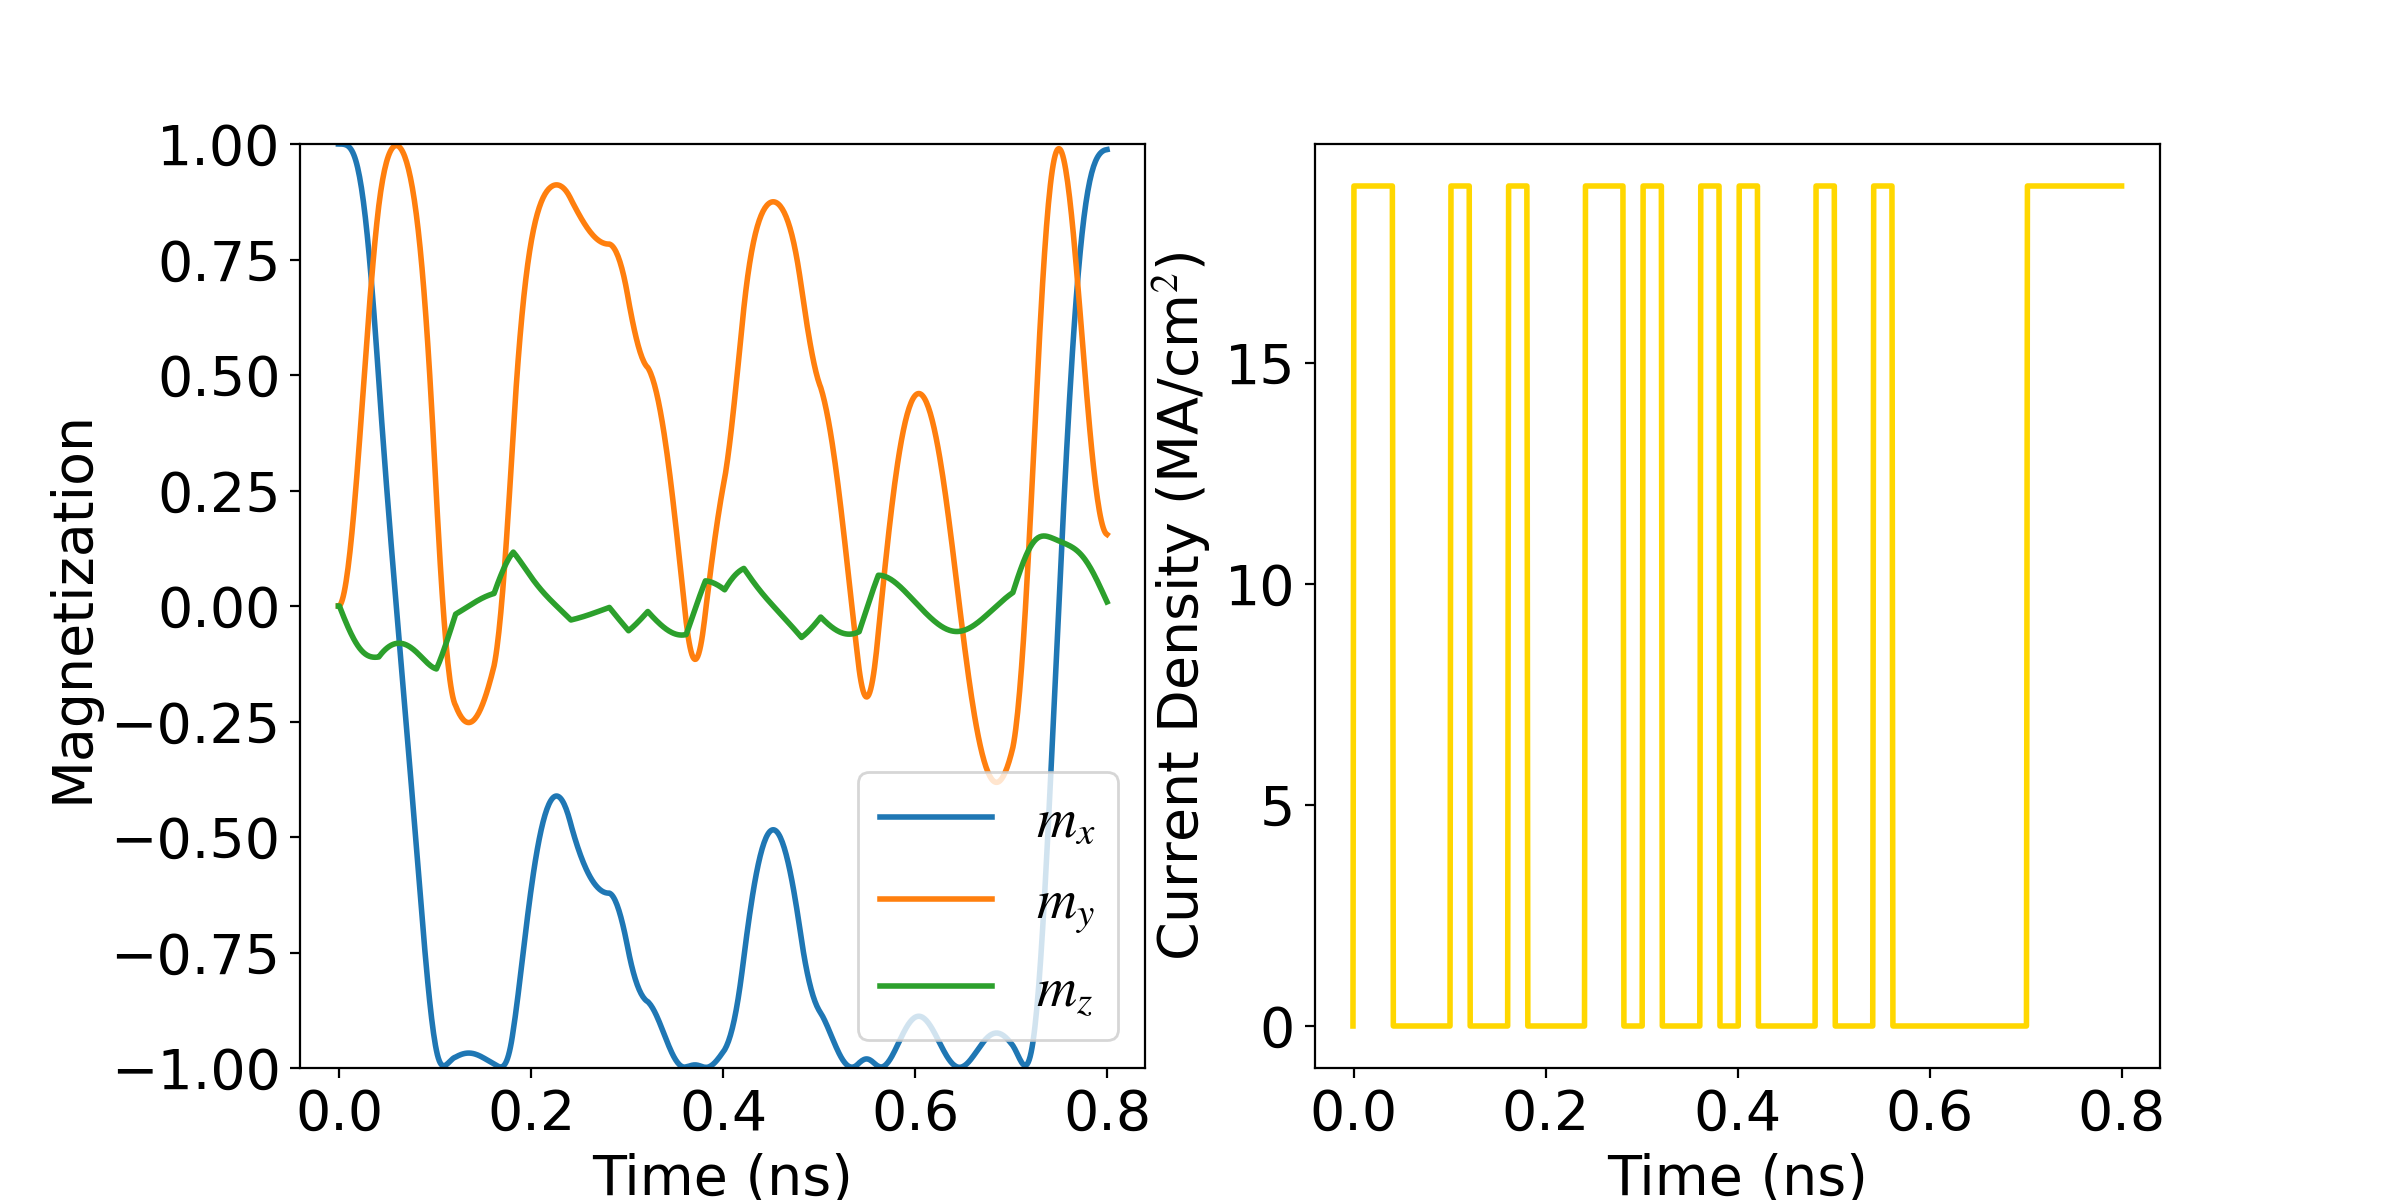 1.00
0.75
0.50
0.25
0.00
−0.25
−0.50
−0.75
−1.00
Magnetization
0.0 0.2 0.4 0.6 0.8
Time (ns)
m_x
m_y
m_z
Current Density (MA/cm²)
15
10
5
0
0.0 0.2 0.4 0.6 0.8
Time (ns)